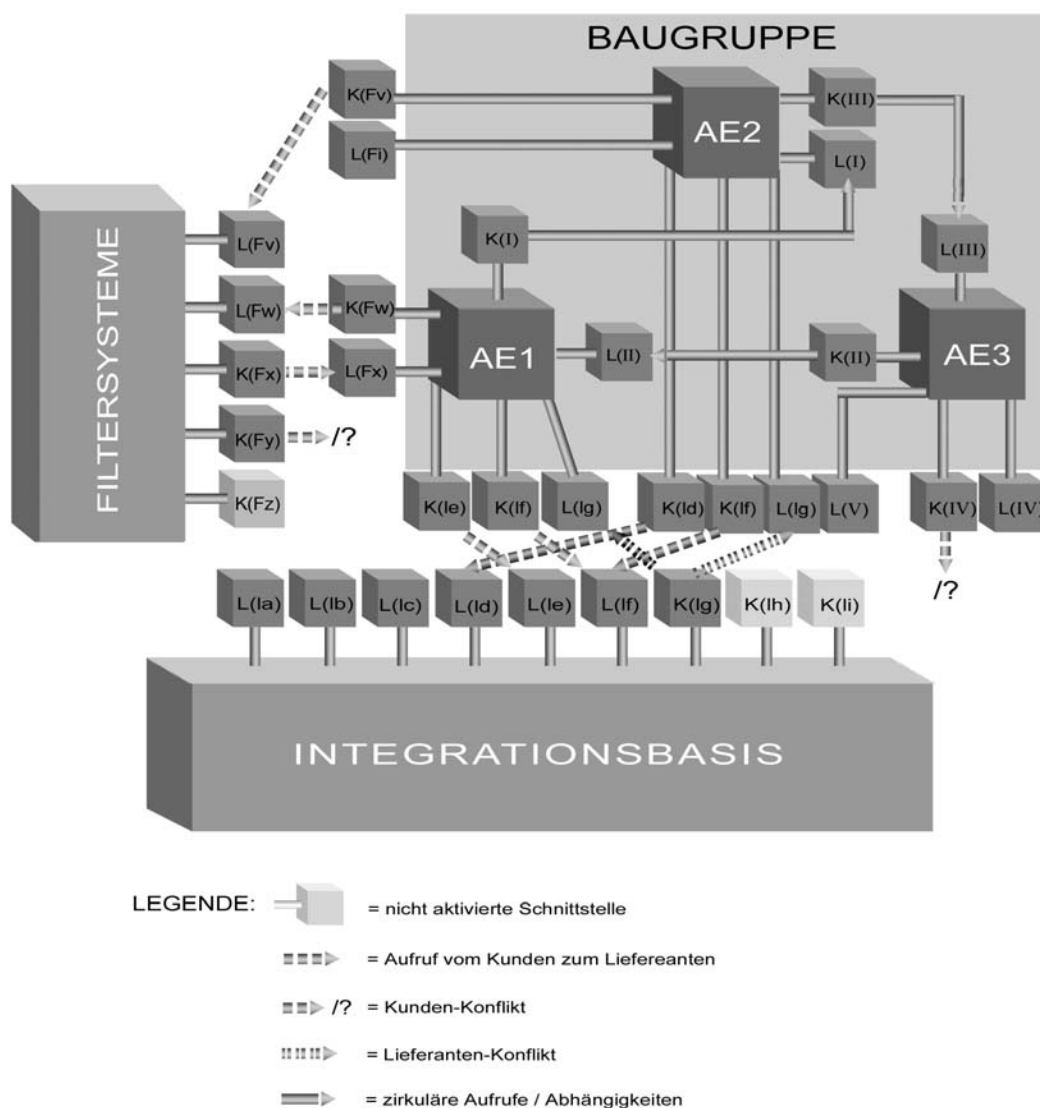 BAUGRUPPE
K(Fv)
AE2
K(III)
L(Fi)
L(I)
L(Fv)
K(I)
L(III)
FILTERSYSTEME
L(Fw)
K(Fw)
AE1
L(II)
K(II)
AE3
K(Fx)
L(Fx)
K(Fy)
/?
K(Fz)
K(Ie)
K(If)
L(Ig)
K(Id)
K(If)
L(Ig)
L(V)
K(IV)
L(IV)
/?
L(Ia)
L(Ib)
L(Ic)
L(Id)
L(Ie)
L(If)
K(Ig)
K(Ih)
K(Ii)
INTEGRATIONSBASIS
LEGENDE: = nicht aktivierte Schnittstelle
= Aufruf vom Kunden zum Liefereanten
/? = Kunden-Konflikt
= Lieferanten-Konflikt
= zirkuläre Aufrufe / Abhängigkeiten